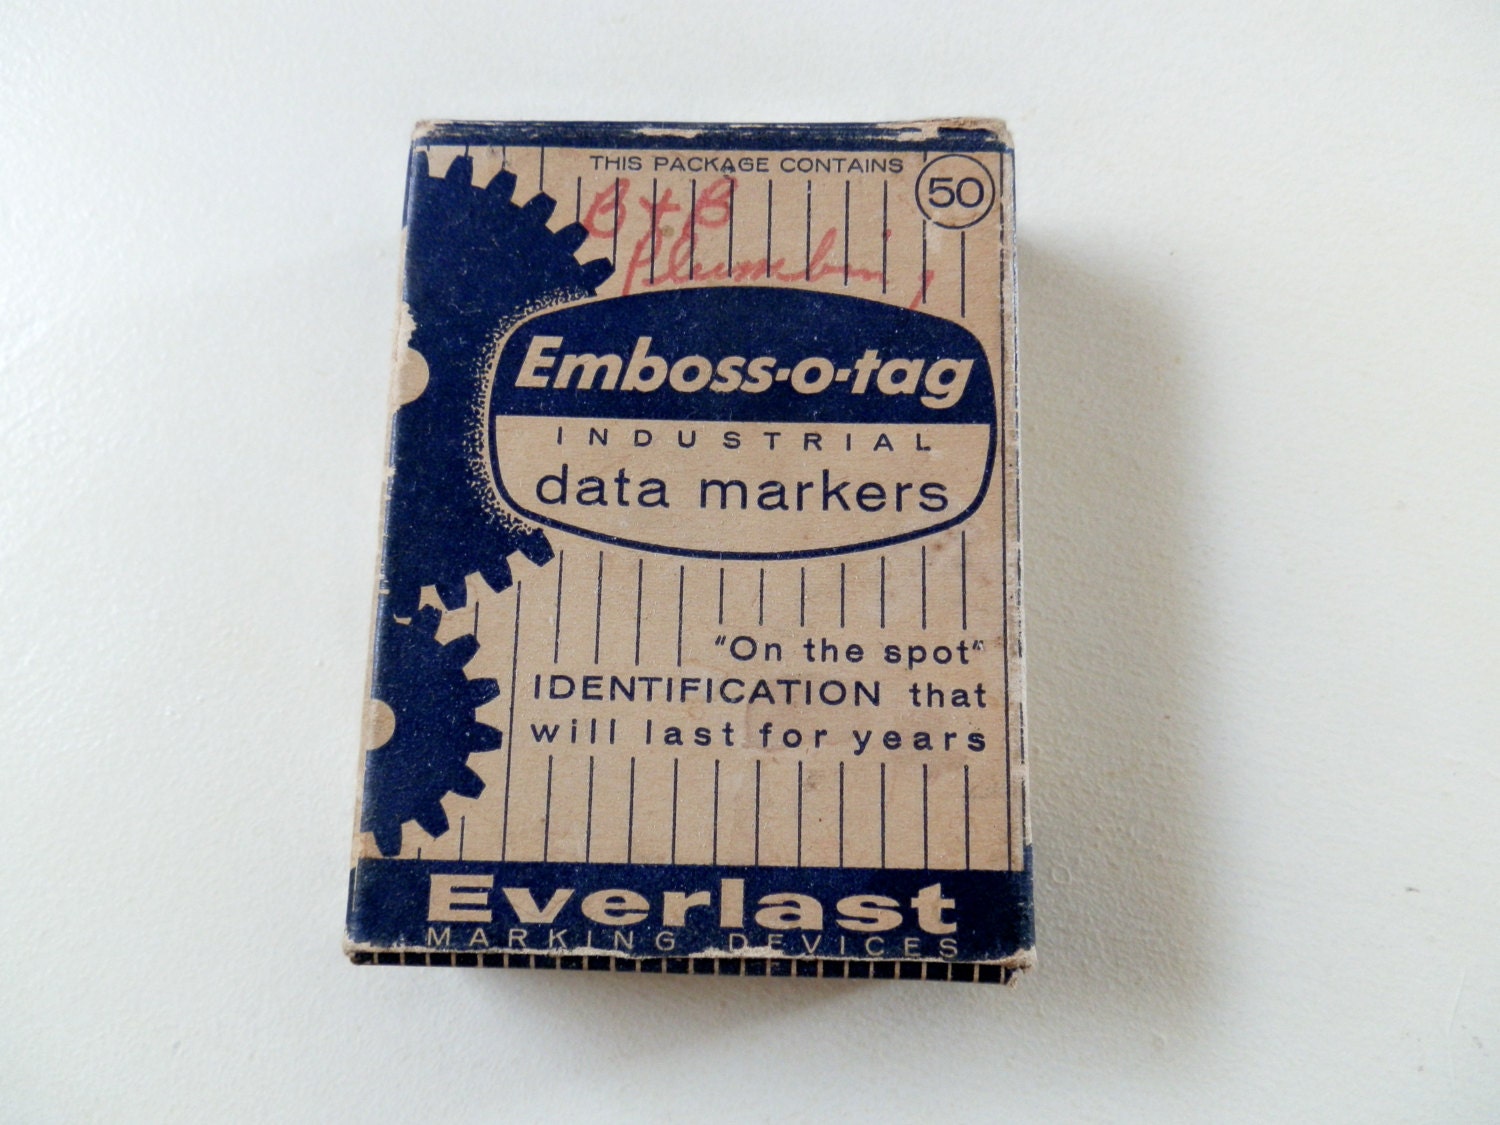 THIS PACKAGE CONTAINS 50
B+B
Plumbin
Emboss-o-tag
INDUSTRIAL
data markers
"On the spot"
IDENTIFICATION that
will last for years
Everlast
MARKING DEVICES